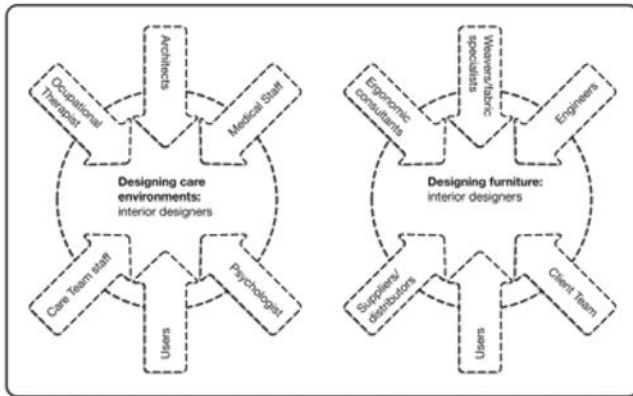 Ocupational
Therapist
Architects
Medical Staff
Designing care
environments:
interior designers
Care Team staff
Users
Psychologist
Ergonomic
consultants
Weavers/fabric
specialists
Engineers
Designing furniture:
interior designers
Suppliers/
distributors
Users
Client Team